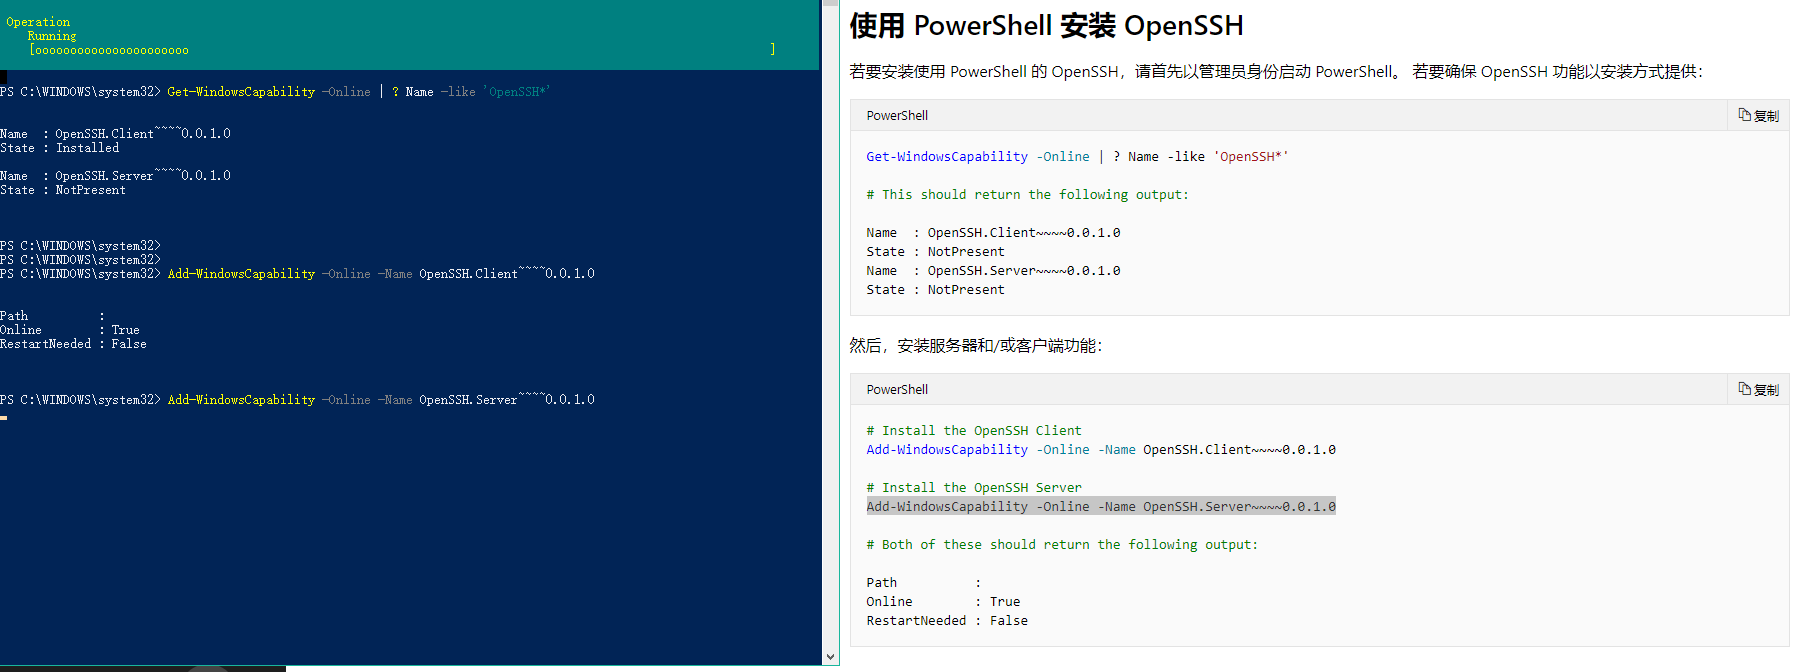 Operation
Running
[oooooooooooooooooooooo ]
PS C:\WINDOWS\system32> Get-WindowsCapability -Online | ? Name -like 'OpenSSH*'
Name : OpenSSH.Client~~~~0.0.1.0
State : Installed
Name : OpenSSH.Server~~~~0.0.1.0
State : NotPresent
PS C:\WINDOWS\system32>
PS C:\WINDOWS\system32>
PS C:\WINDOWS\system32> Add-WindowsCapability -Online -Name OpenSSH.Client~~~~0.0.1.0
Path :
Online : True
RestartNeeded : False
PS C:\WINDOWS\system32> Add-WindowsCapability -Online -Name OpenSSH.Server~~~~0.0.1.0
使用 PowerShell 安装 OpenSSH
若要安装使用 PowerShell 的 OpenSSH，请首先以管理员身份启动 PowerShell。 若要确保 OpenSSH 功能以安装方式提供：
PowerShell 复制
Get-WindowsCapability -Online | ? Name -like 'OpenSSH*'
# This should return the following output:
Name : OpenSSH.Client~~~~0.0.1.0
State : NotPresent
Name : OpenSSH.Server~~~~0.0.1.0
State : NotPresent
然后，安装服务器和/或客户端功能：
PowerShell 复制
# Install the OpenSSH Client
Add-WindowsCapability -Online -Name OpenSSH.Client~~~~0.0.1.0
# Install the OpenSSH Server
Add-WindowsCapability -Online -Name OpenSSH.Server~~~~0.0.1.0
# Both of these should return the following output:
Path :
Online : True
RestartNeeded : False